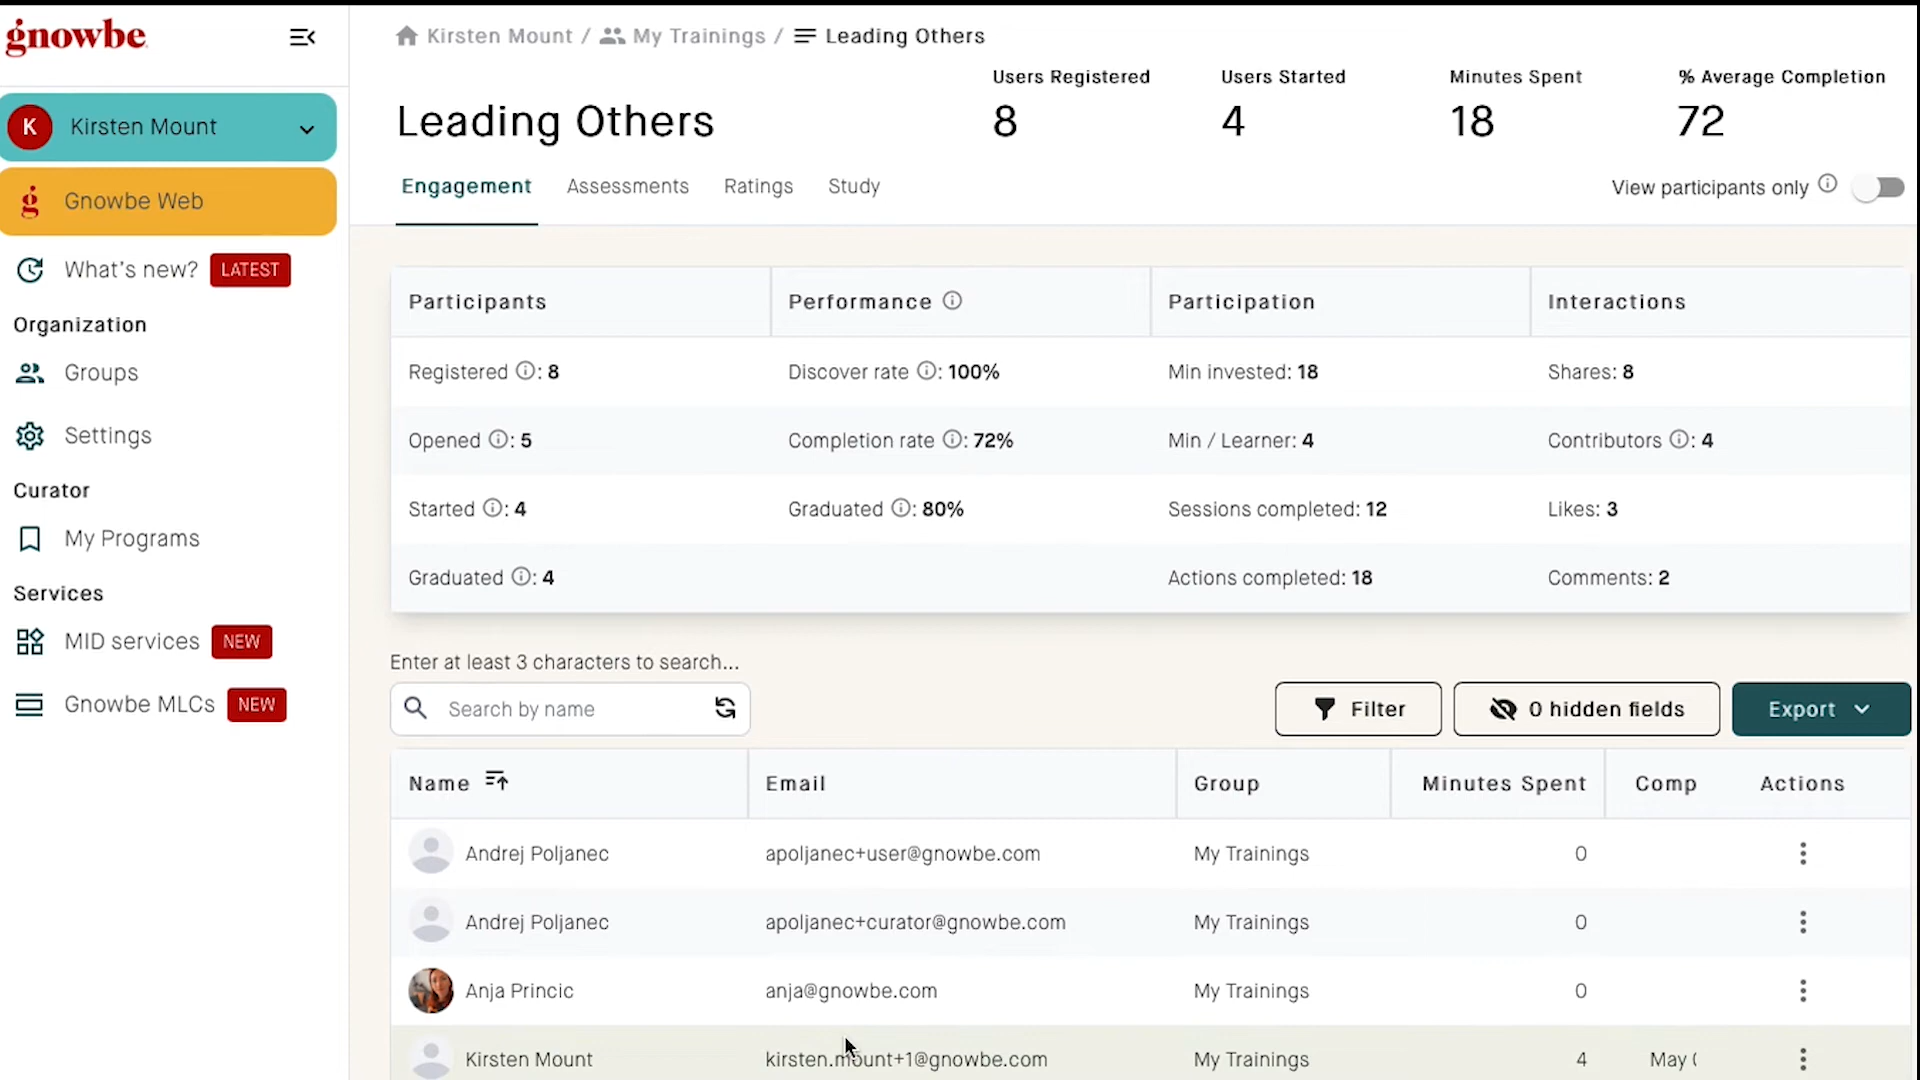 gnowbe
K Kirsten Mount
Gnowbe Web
What's new? LATEST
Organization
Groups
Settings
Curator
My Programs
Services
MID services NEW
Gnowbe MLCs NEW
Kirsten Mount / My Trainings / Leading Others
Leading Others
Users Registered
8
Users Started
4
Minutes Spent
18
% Average Completion
72
Engagement Assessments Ratings Study
View participants only
Participants Performance Participation Interactions
Registered : 8 Discover rate : 100% Min invested: 18 Shares: 8
Opened : 5 Completion rate : 72% Min / Learner: 4 Contributors : 4
Started : 4 Graduated : 80% Sessions completed: 12 Likes: 3
Graduated : 4 Actions completed: 18 Comments: 2
Enter at least 3 characters to search...
Search by name Filter 0 hidden fields Export
Name Email Group Minutes Spent Comp Actions
Andrej Poljanec apoljanec+user@gnowbe.com My Trainings 0
Andrej Poljanec apoljanec+curator@gnowbe.com My Trainings 0
Anja Princic anja@gnowbe.com My Trainings 0
Kirsten Mount kirsten.mount+1@gnowbe.com My Trainings 4 May